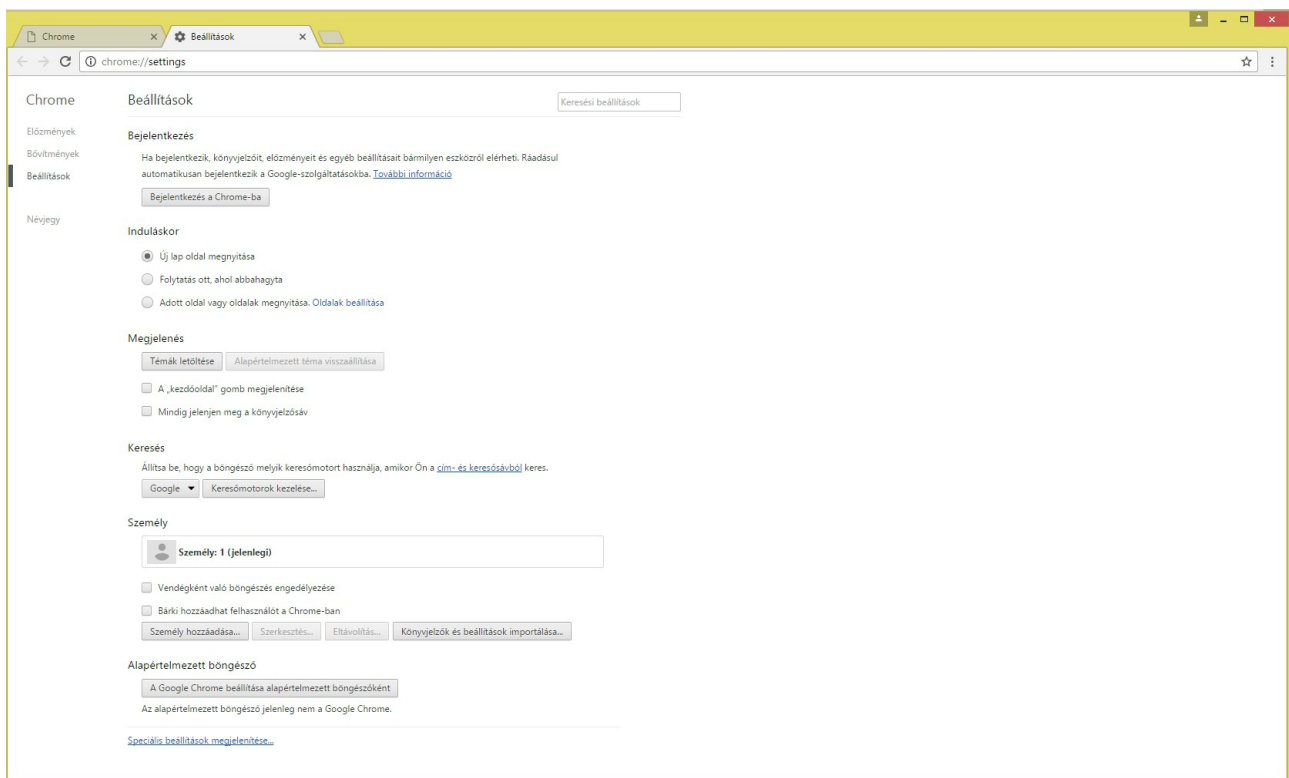 Chrome
Beállítások
chrome://settings
Chrome
Beállítások
Keresési beállítások
Előzmények
Bővítmények
Beállítások
Névjegy
Bejelentkezés
Ha bejelentkezik, könyvjelzőit, előzményeit és egyéb beállításait bármilyen eszközről elérheti. Ráadásul
automatikusan bejelentkezik a Google-szolgáltatásokba. További információ
Bejelentkezés a Chrome-ba
Induláskor
Új lap oldal megnyitása
Folytatás ott, ahol abbahagyta
Adott oldal vagy oldalak megnyitása. Oldalak beállítása
Megjelenés
Témák letöltése Alapértelmezett téma visszaállítása
A „kezdőoldal" gomb megjelenítése
Mindig jelenjen meg a könyvjelzősáv
Keresés
Állítsa be, hogy a böngésző melyik keresőmotort használja, amikor Ön a cím- és keresősávból keres.
Google Keresőmotorok kezelése...
Személy
Személy: 1 (jelenlegi)
Vendégként való böngészés engedélyezése
Bárki hozzáadhat felhasználót a Chrome-ban
Személy hozzáadása... Szerkesztés... Eltávolítás... Könyvjelzők és beállítások importálása...
Alapértelmezett böngésző
A Google Chrome beállítása alapértelmezett böngészőként
Az alapértelmezett böngésző jelenleg nem a Google Chrome.
Speciális beállítások megjelenítése...